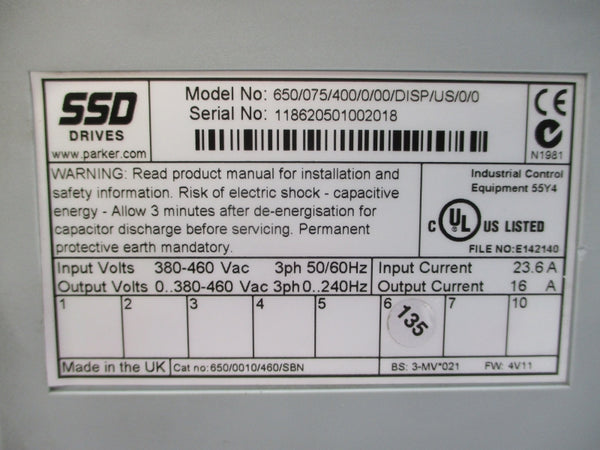 SSD
DRIVES
www.parker.com
Model No: 650/075/400/0/00/DISP/US/0/0
Serial No: 118620501002018
CE
N1981
WARNING: Read product manual for installation and
safety information. Risk of electric shock - capacitive
energy - Allow 3 minutes after de-energisation for
capacitor discharge before servicing. Permanent
protective earth mandatory.
Industrial Control
Equipment 55Y4
C UL US LISTED
FILE NO:E142140
Input Volts 380-460 Vac 3ph 50/60Hz
Output Volts 0..380-460 Vac 3ph 0..240Hz
Input Current 23.6 A
Output Current 16 A
1 2 3 4 5 6 7 10
135
Made in the UK
Cat no: 650/0010/460/SBN
BS: 3-MV*021 FW: 4V11